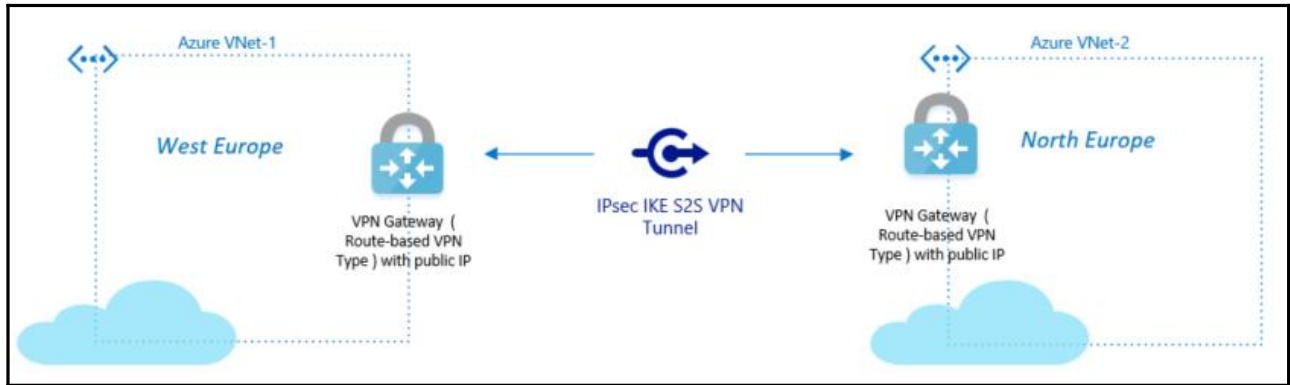 Azure VNet-1
Azure VNet-2
West Europe
North Europe
IPsec IKE S2S VPN
Tunnel
VPN Gateway (
Route-based VPN
Type ) with public IP
VPN Gateway (
Route-based VPN
Type ) with public IP